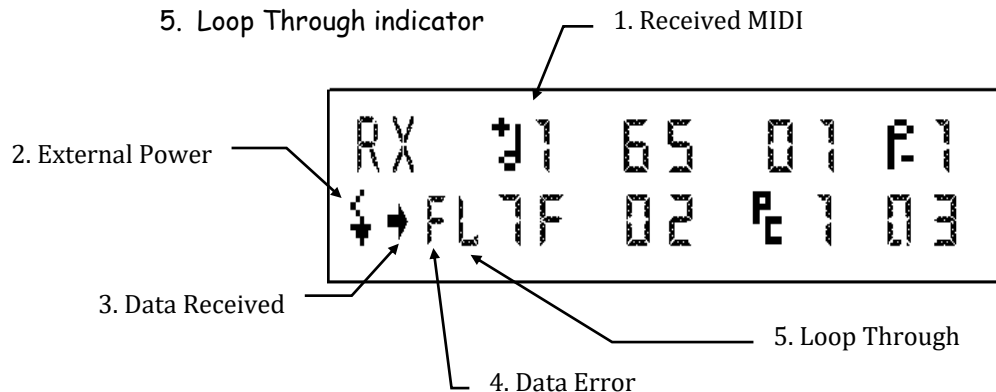 5. Loop Through indicator
1. Received MIDI
RX 1 65 01 P- 1
2. External Power
FL 7F 02 PC 1 03
3. Data Received
5. Loop Through
4. Data Error